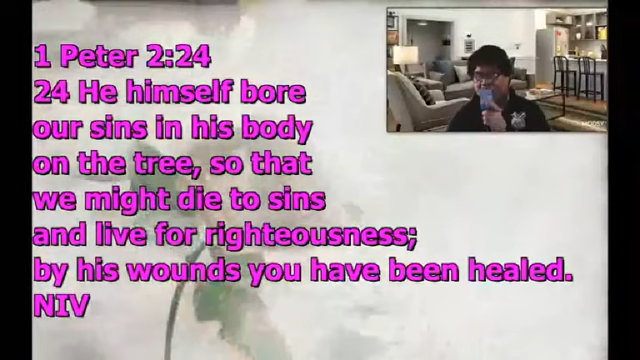 1 Peter 2:24
24 He himself bore
our sins in his body
on the tree, so that
we might die to sins
and live for righteousness;
by his wounds you have been healed.
NIV